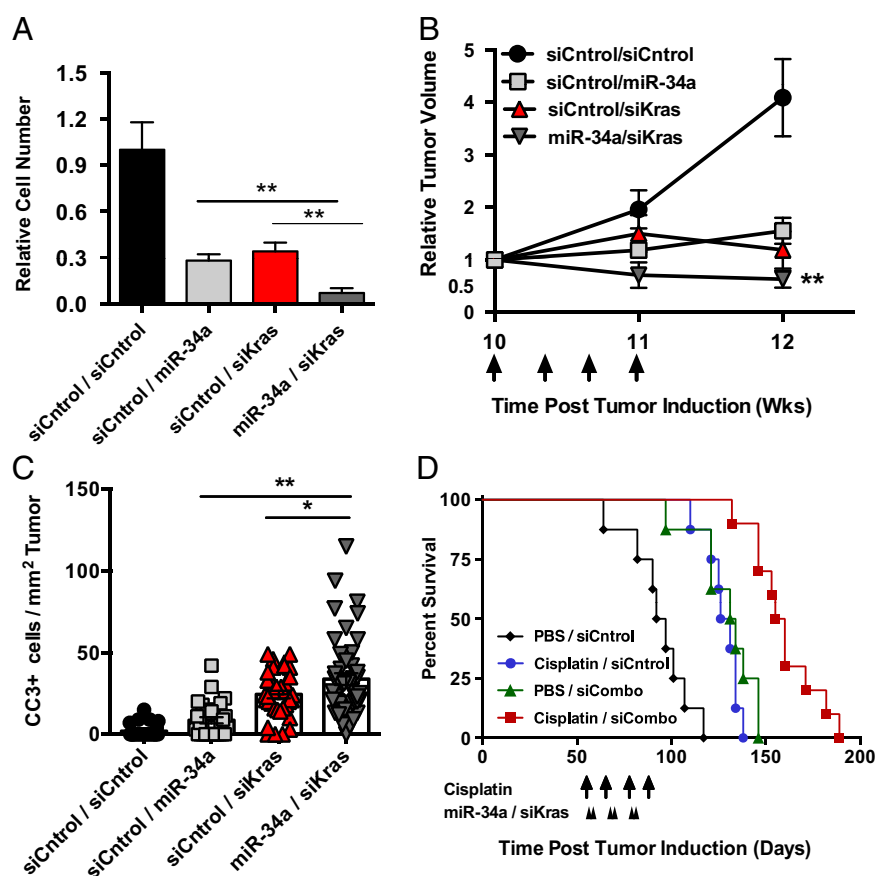 A
Relative Cell Number
1.5
1.2
0.9
0.6
0.3
0.0
**
**
siCntrol / siCntrol
siCntrol / miR-34a
siCntrol / siKras
miR-34a / siKras
B
Relative Tumor Volume
5
4
3
2
1
0.5
0
siCntrol/siCntrol
siCntrol/miR-34a
siCntrol/siKras
miR-34a/siKras
**
10 11 12
Time Post Tumor Induction (Wks)
C
CC3+ cells / mm2 Tumor
150
100
50
0
**
*
siCntrol / siCntrol
siCntrol / miR-34a
siCntrol / siKras
miR-34a / siKras
D
Percent Survival
100
75
50
25
0
PBS / siCntrol
Cisplatin / siCntrol
PBS / siCombo
Cisplatin / siCombo
0 50 100 150 200
Cisplatin
miR-34a / siKras
Time Post Tumor Induction (Days)